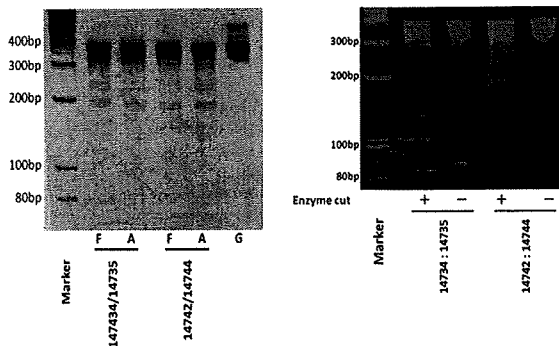 400bp
300bp
200bp
100bp
80bp
F A F A G
Marker
147434/14735
14742/14744
300bp
200bp
100bp
80bp
Enzyme cut + − + −
Marker
14734 : 14735
14742 : 14744